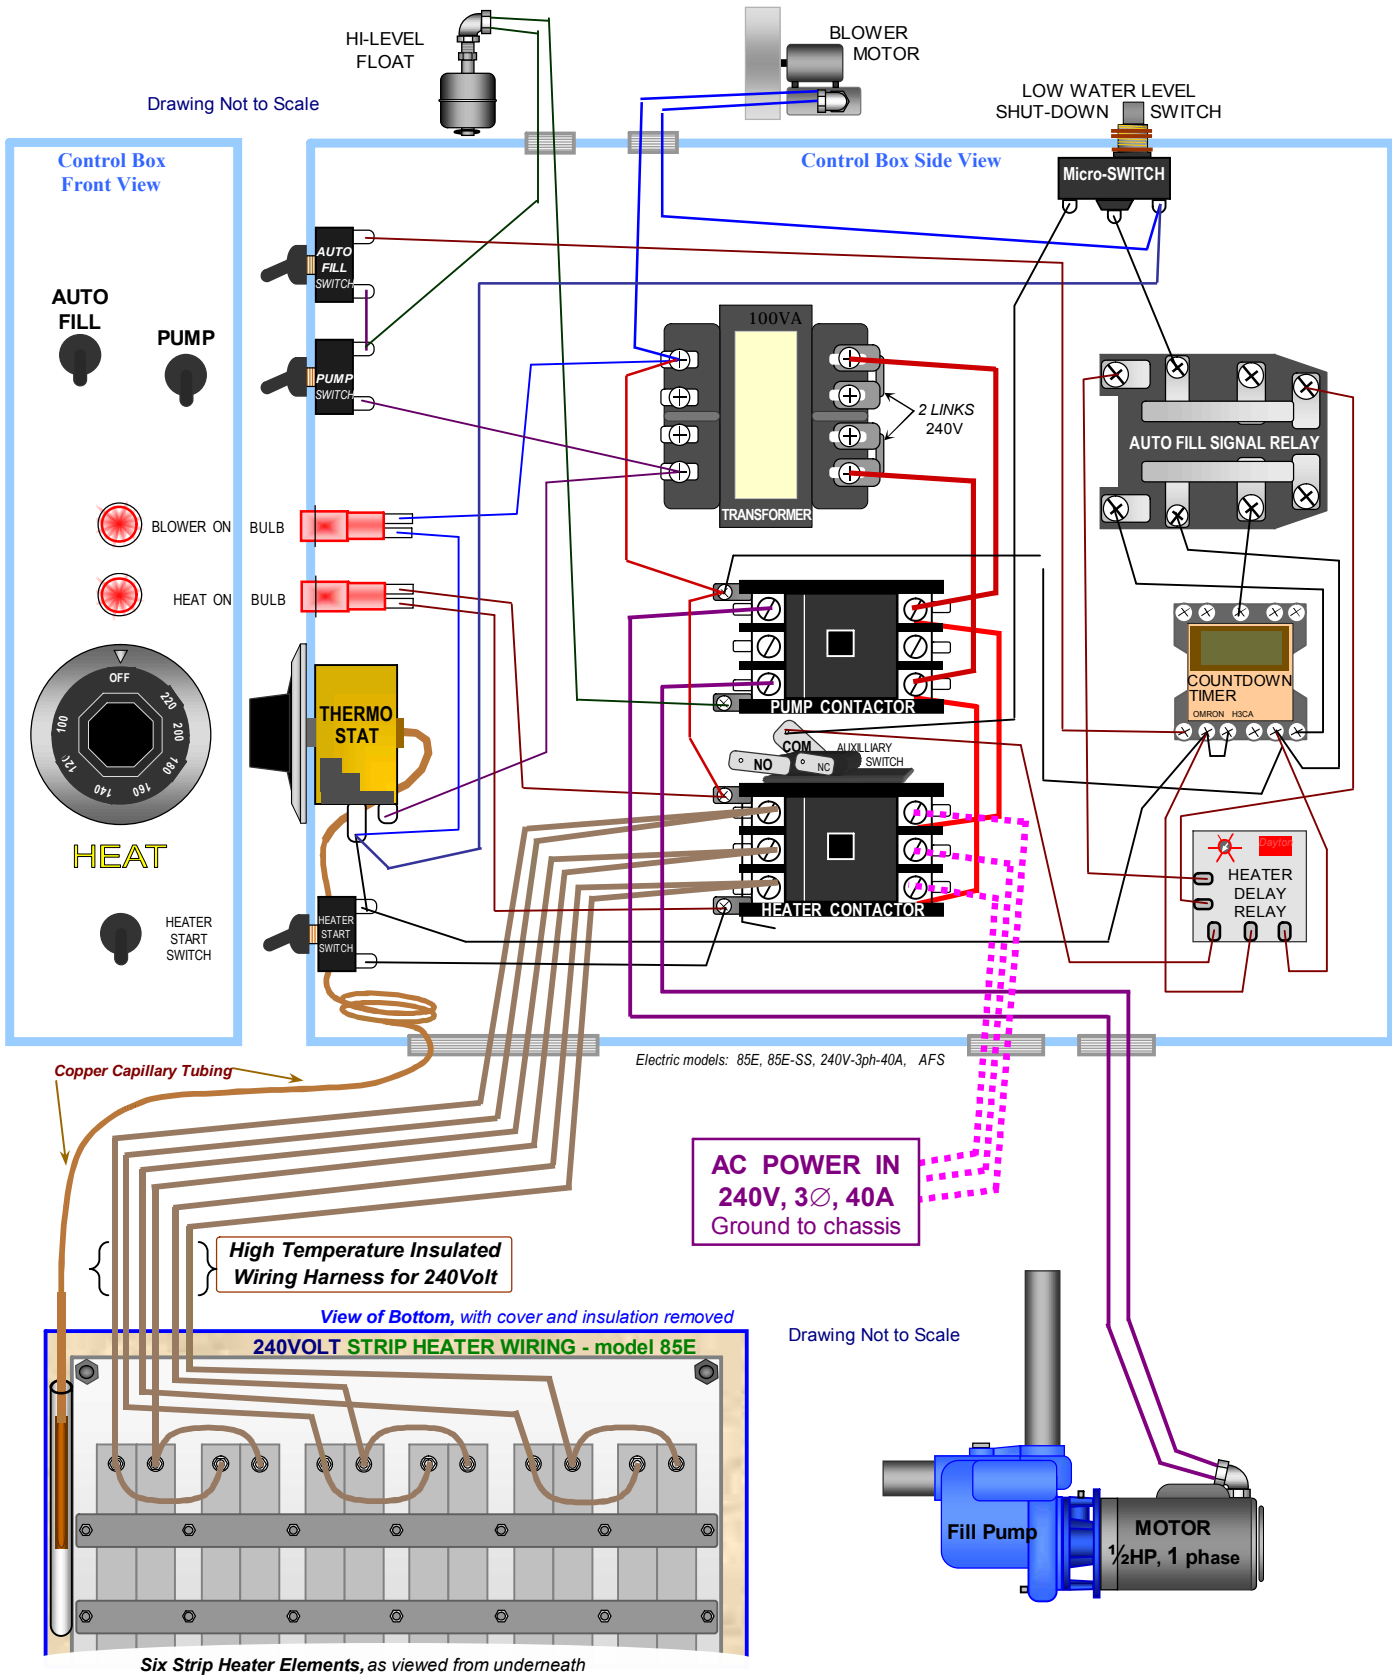 HI-LEVEL
FLOAT
BLOWER
MOTOR
Drawing Not to Scale
LOW WATER LEVEL
SHUT-DOWN SWITCH
Control Box
Front View
Control Box Side View
Micro-SWITCH
AUTO
FILL
SWITCH
AUTO
FILL
PUMP
PUMP
SWITCH
100VA
2 LINKS
240V
TRANSFORMER
AUTO FILL SIGNAL RELAY
BLOWER ON BULB
HEAT ON BULB
OFF
220
200
180
160
140
120
100
THERMO
STAT
PUMP CONTACTOR
COUNTDOWN
TIMER
OMRON H3CA
COM
AUXILLIARY
SWITCH
NO
NC
HEAT
HEATER
START
SWITCH
HEATER
START
SWITCH
HEATER CONTACTOR
Dayton
HEATER
DELAY
RELAY
Electric models: 85E, 85E-SS, 240V-3ph-40A, AFS
Copper Capillary Tubing
AC POWER IN
240V, 3∅, 40A
Ground to chassis
High Temperature Insulated
Wiring Harness for 240Volt
View of Bottom, with cover and insulation removed
240VOLT STRIP HEATER WIRING - model 85E
Drawing Not to Scale
Fill Pump
MOTOR
½HP, 1 phase
Six Strip Heater Elements, as viewed from underneath